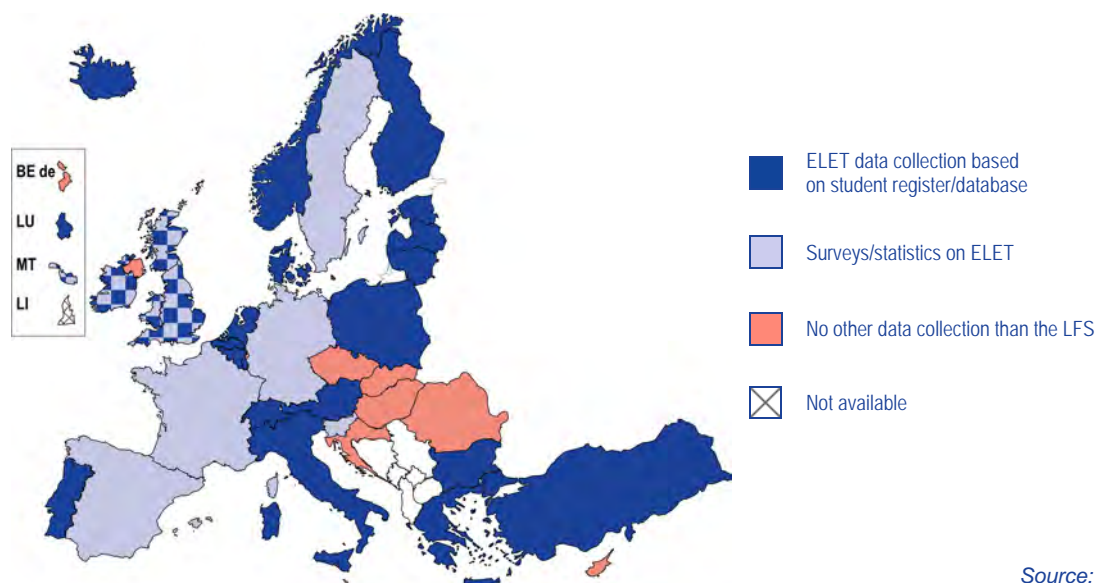 BE de
LU
MT
LI
ELET data collection based
on student register/database
Surveys/statistics on ELET
No other data collection than the LFS
Not available
Source: